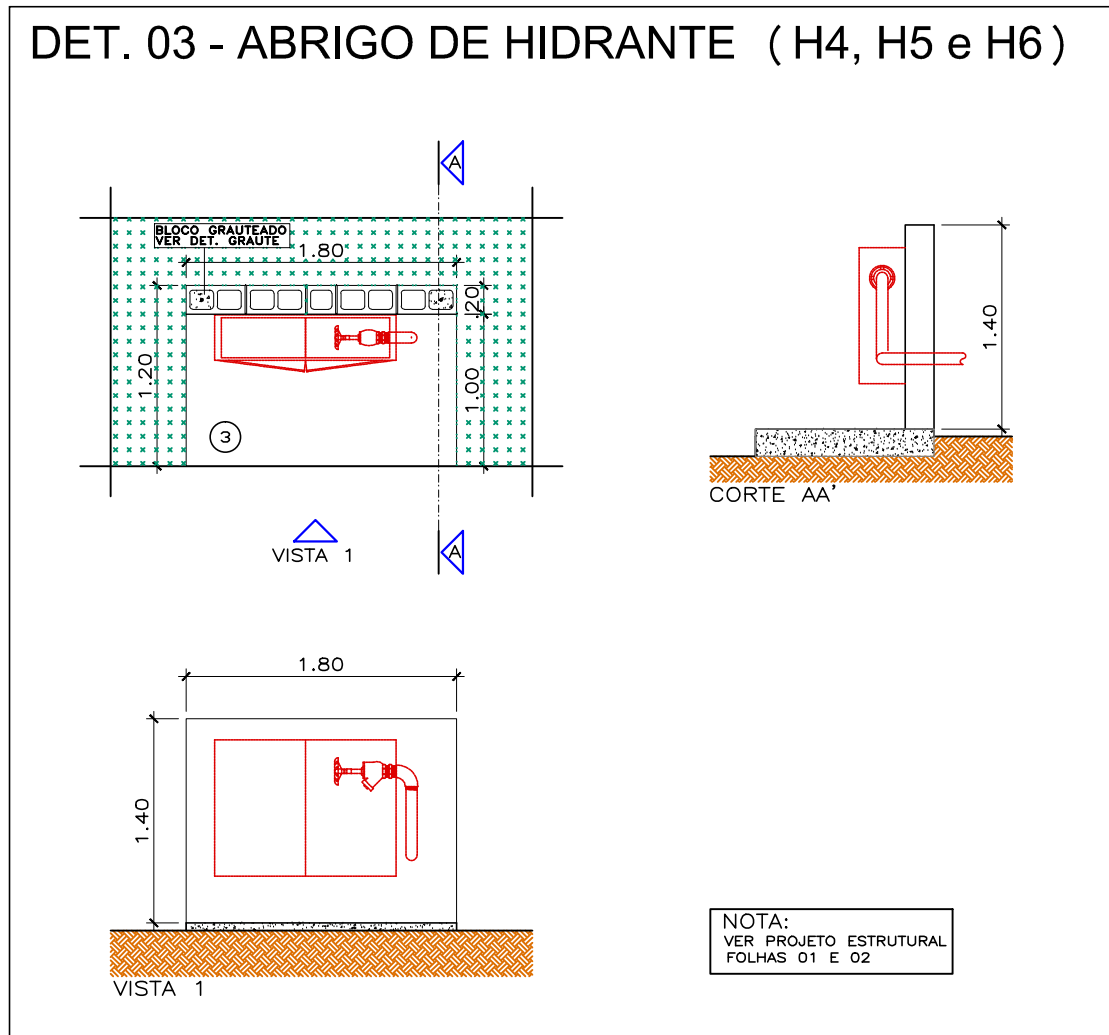 DET. 03 - ABRIGO DE HIDRANTE ( H4, H5 e H6 )
A
BLOCO GRAUTEADO
VER DET. GRAUTE
1.80
.20
1.20
1.00
3
VISTA 1
A
1.40
CORTE AA'
1.80
1.40
VISTA 1
NOTA:
VER PROJETO ESTRUTURAL
FOLHAS 01 E 02